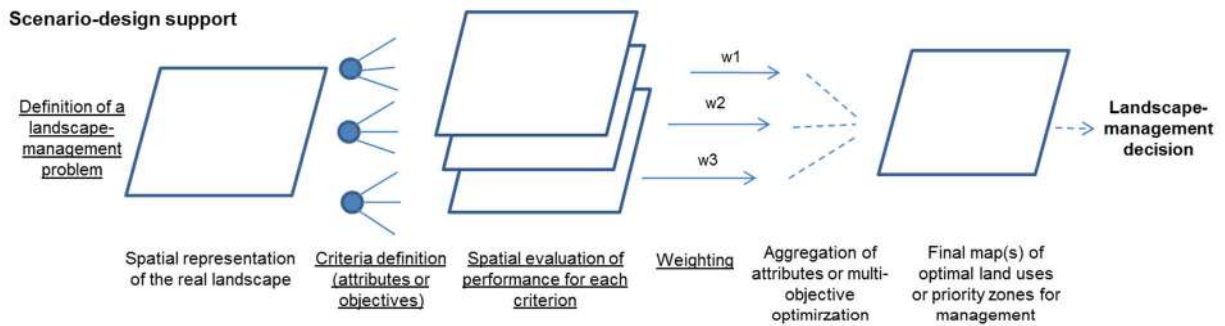 Scenario-design support
Definition of a
landscape-
management
problem
w1
w2
w3
Landscape-
management
decision
Spatial representation
of the real landscape
Criteria definition
(attributes or
objectives)
Spatial evaluation of
performance for each
criterion
Weighting
Aggregation of
attributes or multi-
objective
optimirzation
Final map(s) of
optimal land uses
or priority zones for
management